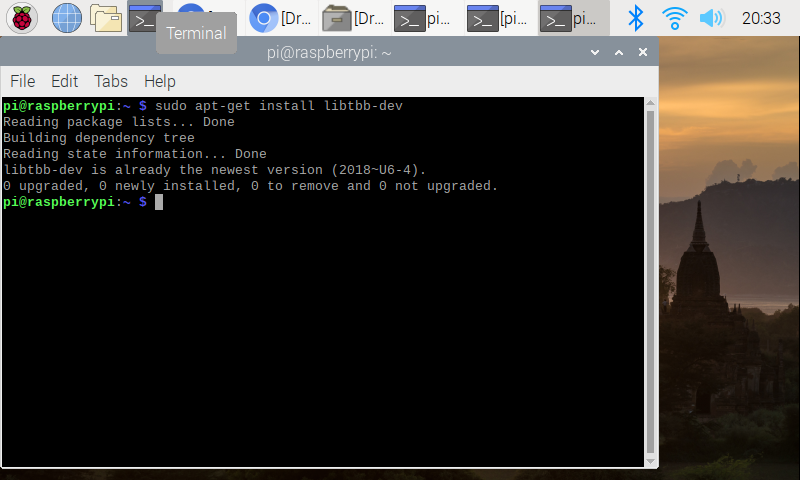 [Dr...
[Dr...
pi...
[pi...
pi...
20:33
Terminal
pi@raspberrypi: ~
File Edit Tabs Help
pi@raspberrypi:~ $ sudo apt-get install libtbb-dev
Reading package lists... Done
Building dependency tree
Reading state information... Done
libtbb-dev is already the newest version (2018~U6-4).
0 upgraded, 0 newly installed, 0 to remove and 0 not upgraded.
pi@raspberrypi:~ $